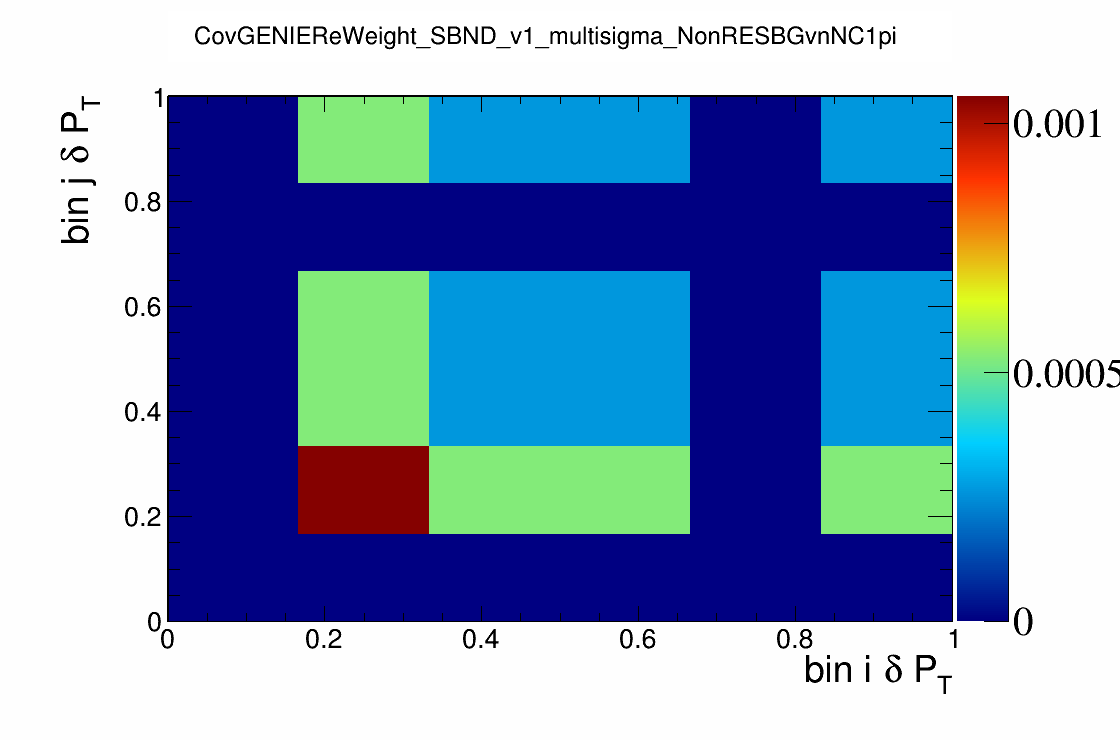 CovGENIEReWeight_SBND_v1_multisigma_NonRESBGvnNC1pi
bin j δ P_T
1
0.8
0.6
0.4
0.2
0
0 0.2 0.4 0.6 0.8 1
bin i δ P_T
0.001
0.0005
0